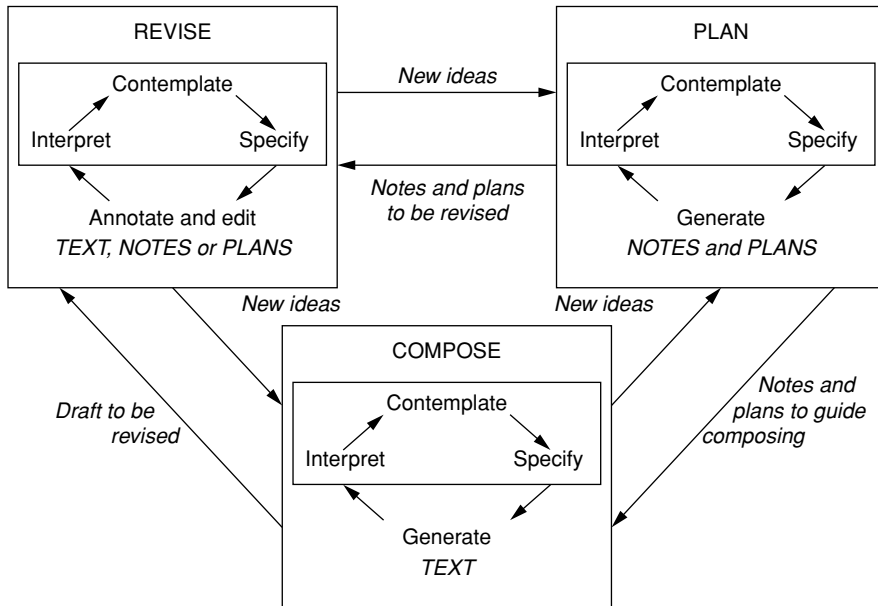 REVISE
Contemplate
Interpret
Specify
Annotate and edit
TEXT, NOTES or PLANS
New ideas
Notes and plans
to be revised
PLAN
Contemplate
Interpret
Specify
Generate
NOTES and PLANS
New ideas
New ideas
Draft to be
revised
COMPOSE
Contemplate
Interpret
Specify
Generate
TEXT
Notes and
plans to guide
composing